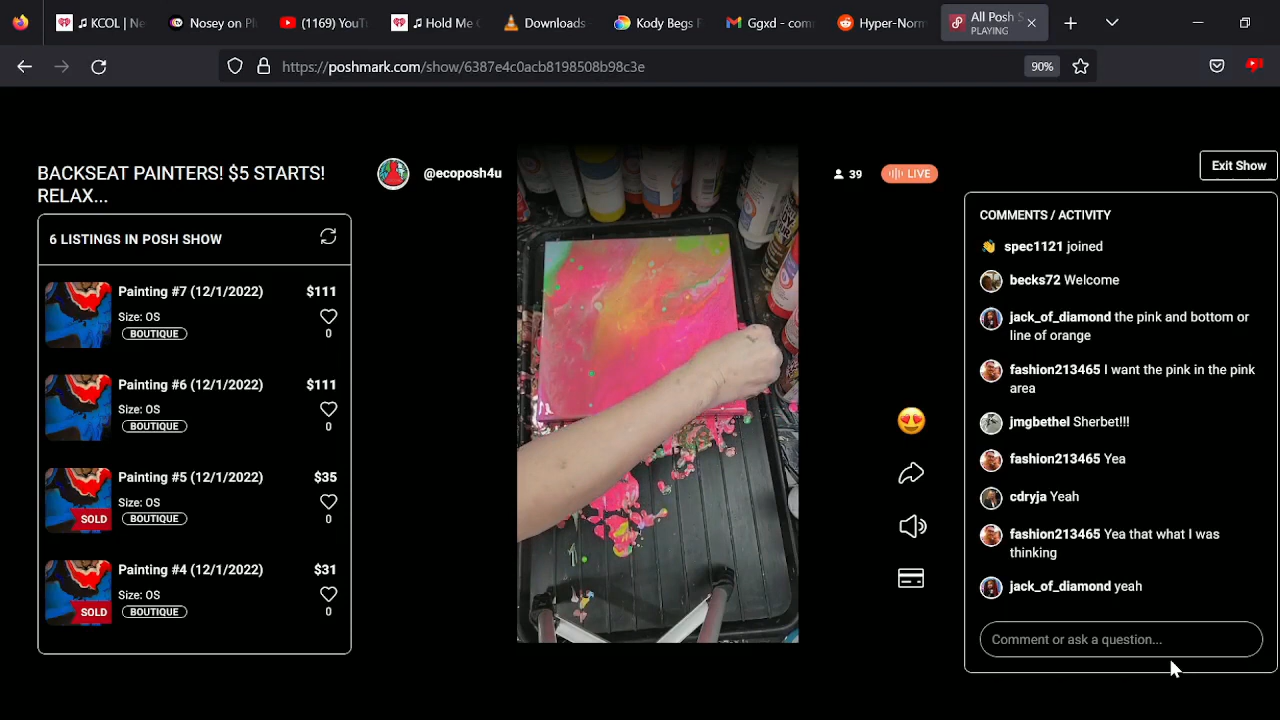 ♫ KCOL | Ne
Nosey on Pl
(1169) YouT
♫ Hold Me C
Downloads
Kody Begs F
Ggxd - com
Hyper-Norm
All Posh S
PLAYING
https://poshmark.com/show/6387e4c0acb8198508b98c3e
90%
BACKSEAT PAINTERS! $5 STARTS!
RELAX...
6 LISTINGS IN POSH SHOW
Painting #7 (12/1/2022) $111
Size: OS
BOUTIQUE 0
Painting #6 (12/1/2022) $111
Size: OS
BOUTIQUE 0
Painting #5 (12/1/2022) $35
Size: OS
SOLD BOUTIQUE 0
Painting #4 (12/1/2022) $31
Size: OS
SOLD BOUTIQUE 0
@ecoposh4u
39 LIVE
Exit Show
COMMENTS / ACTIVITY
spec1121 joined
becks72 Welcome
jack_of_diamond the pink and bottom or
line of orange
fashion213465 I want the pink in the pink
area
jmgbethel Sherbet!!!
fashion213465 Yea
cdryja Yeah
fashion213465 Yea that what I was
thinking
jack_of_diamond yeah
Comment or ask a question...